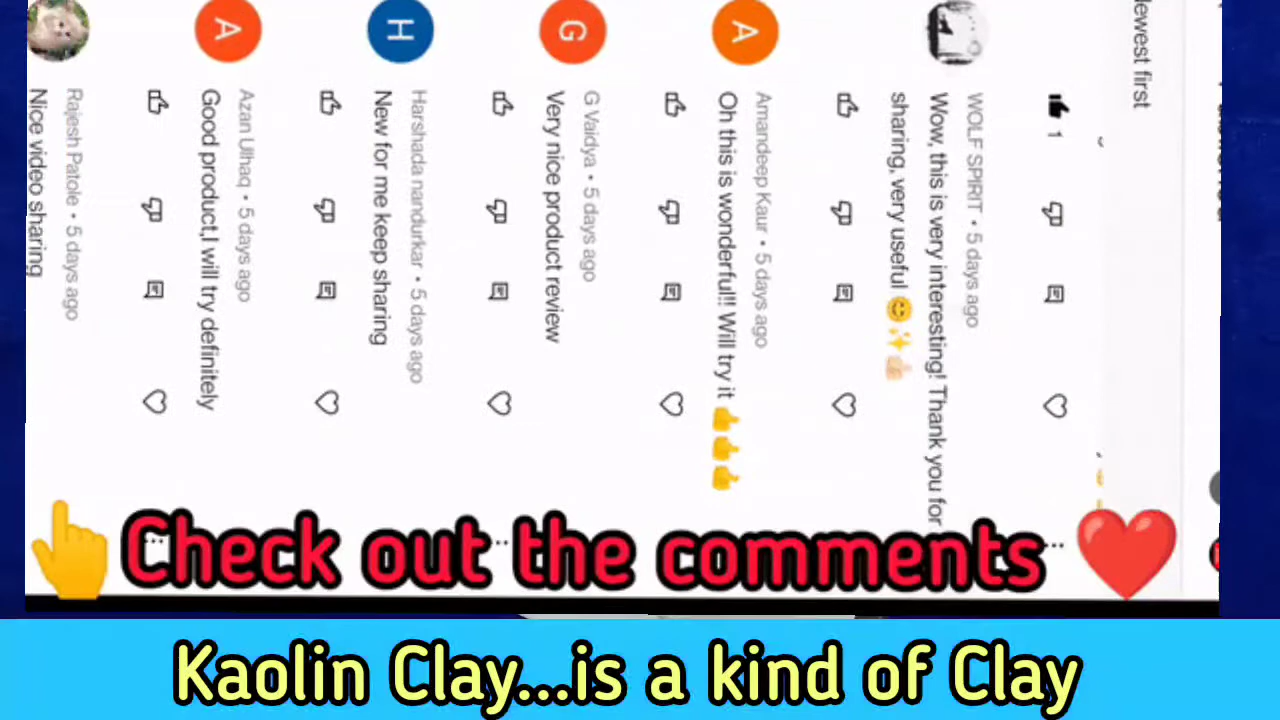 Newest first
1
WOLF SPIRIT • 5 days ago
Wow, this is very interesting! Thank you for
sharing, very useful 😊✨👍🏻
A
Amandeep Kaur • 5 days ago
Oh this is wonderful!! Will try it 👍👍👍
G
G Vaidya • 5 days ago
Very nice product review
H
Harshada nandurkar • 5 days ago
New for me keep sharing
A
Azan Ulhaq • 5 days ago
Good product,I will try definitely
Rajesh Patole • 5 days ago
Nice video sharing
👆Check out the comments ❤️
Kaolin Clay...is a kind of Clay